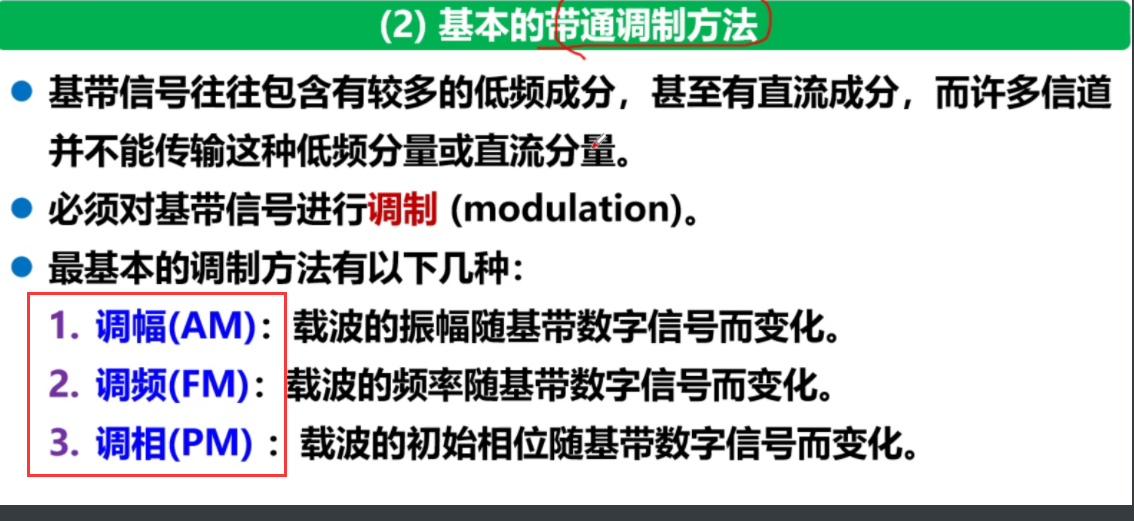 (2) 基本的带通调制方法
● 基带信号往往包含有较多的低频成分，甚至有直流成分，而许多信道
并不能传输这种低频分量或直流分量。
● 必须对基带信号进行调制 (modulation)。
● 最基本的调制方法有以下几种：
1. 调幅(AM)：载波的振幅随基带数字信号而变化。
2. 调频(FM)：载波的频率随基带数字信号而变化。
3. 调相(PM) ：载波的初始相位随基带数字信号而变化。